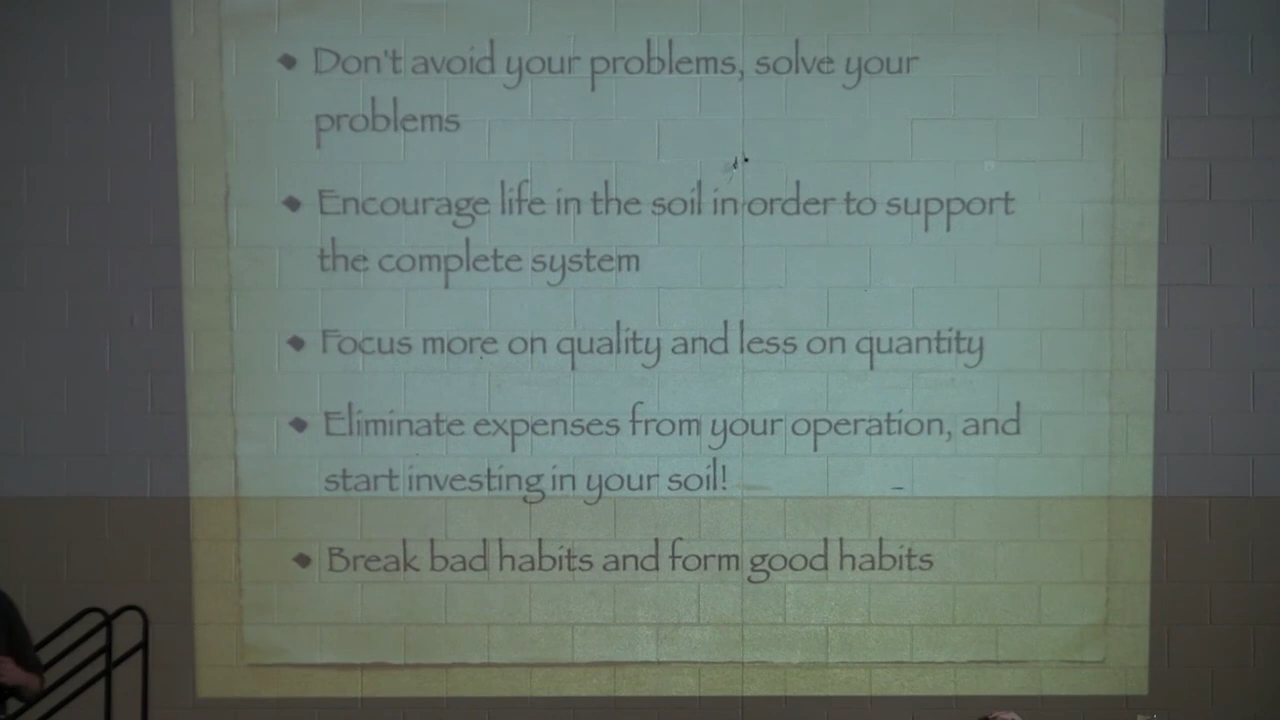 Don't avoid your problems, solve your
problems
Encourage life in the soil in order to support
the complete system
Focus more on quality and less on quantity
Eliminate expenses from your operation, and
start investing in your soil!
Break bad habits and form good habits